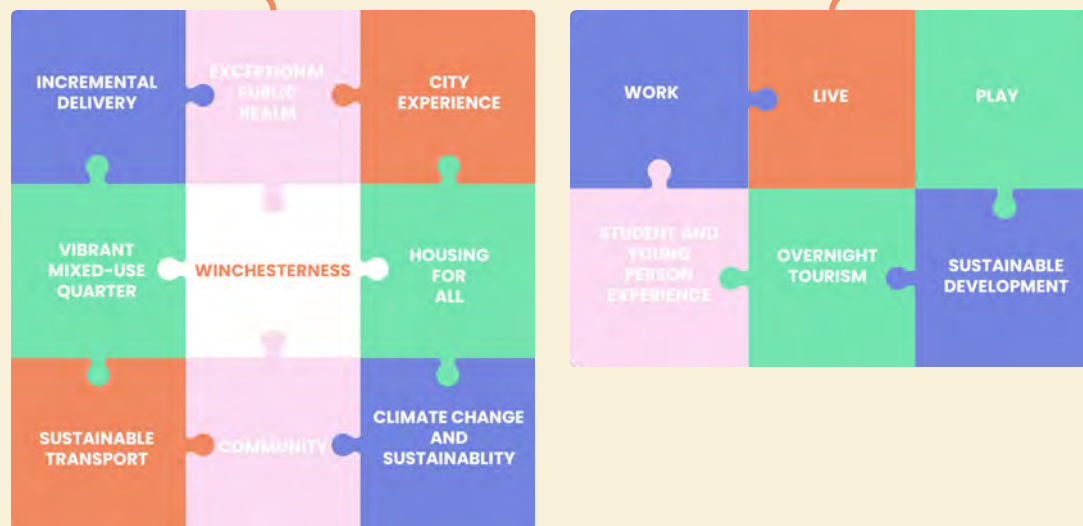 INCREMENTAL
DELIVERY
EXCEPTIONAL
PUBLIC
REALM
CITY
EXPERIENCE
VIBRANT
MIXED-USE
QUARTER
WINCHESTERNESS
HOUSING
FOR
ALL
SUSTAINABLE
TRANSPORT
COMMUNITY
CLIMATE CHANGE
AND
SUSTAINABLITY
WORK
LIVE
PLAY
STUDENT AND
YOUNG
PERSON
EXPERIENCE
OVERNIGHT
TOURISM
SUSTAINABLE
DEVELOPMENT